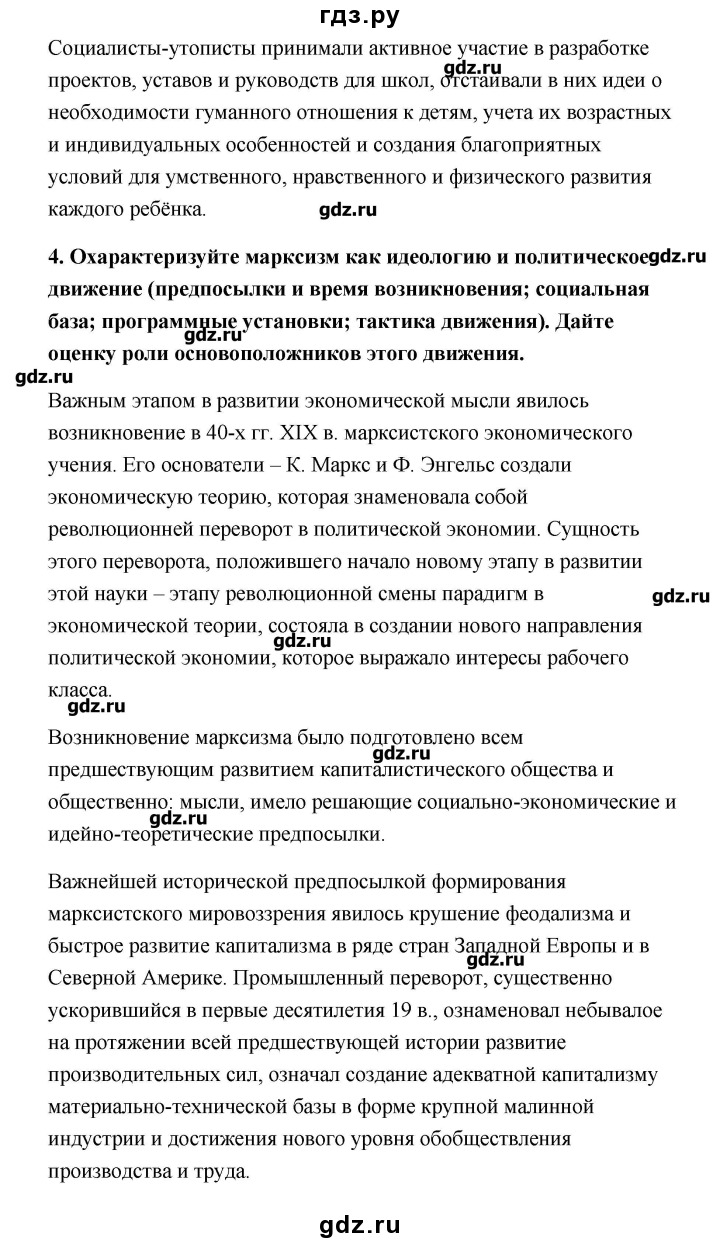 гдз.ру
Социалисты-утописты принимали активное участие в разработке
gdz.ru
проектов, уставов и руководств для школ, отстаивали в них идеи о
необходимости гуманного отношения к детям, учета их возрастных
и индивидуальных особенностей и создания благоприятных
условий для умственного, нравственного и физического развития
каждого ребёнка.
gdz.ru
4. Охарактеризуйте марксизм как идеологию и политическое
gdz.ru
движение (предпосылки и время возникновения; социальная
база; программные установки; тактика движения). Дайте
gdz.ru
оценку роли основоположников этого движения.
gdz.ru
Важным этапом в развитии экономической мысли явилось
возникновение в 40-х гг. XIX в. марксистского экономического
учения. Его основатели – К. Маркс и Ф. Энгельс создали
экономическую теорию, которая знаменовала собой
революционней переворот в политической экономии. Сущность
этого переворота, положившего начало новому этапу в развитии
этой науки – этапу революционной смены парадигм в
gdz.ru
экономической теории, состояла в создании нового направления
gdz.ru
политической экономии, которое выражало интересы рабочего
класса.
gdz.ru
Возникновение марксизма было подготовлено всем
gdz.ru
предшествующим развитием капиталистического общества и
общественно: мысли, имело решающие социально-экономические и
gdz.ru
идейно-теоретические предпосылки.
Важнейшей исторической предпосылкой формирования
марксистского мировоззрения явилось крушение феодализма и
быстрое развитие капитализма в ряде стран Западной Европы и в
gdz.ru
Северной Америке. Промышленный переворот, существенно
ускорившийся в первые десятилетия 19 в., ознаменовал небывалое
на протяжении всей предшествующей истории развитие
производительных сил, означал создание адекватной капитализму
материально-технической базы в форме крупной малинной
индустрии и достижения нового уровня обобществления
производства и труда.
gdz.ru